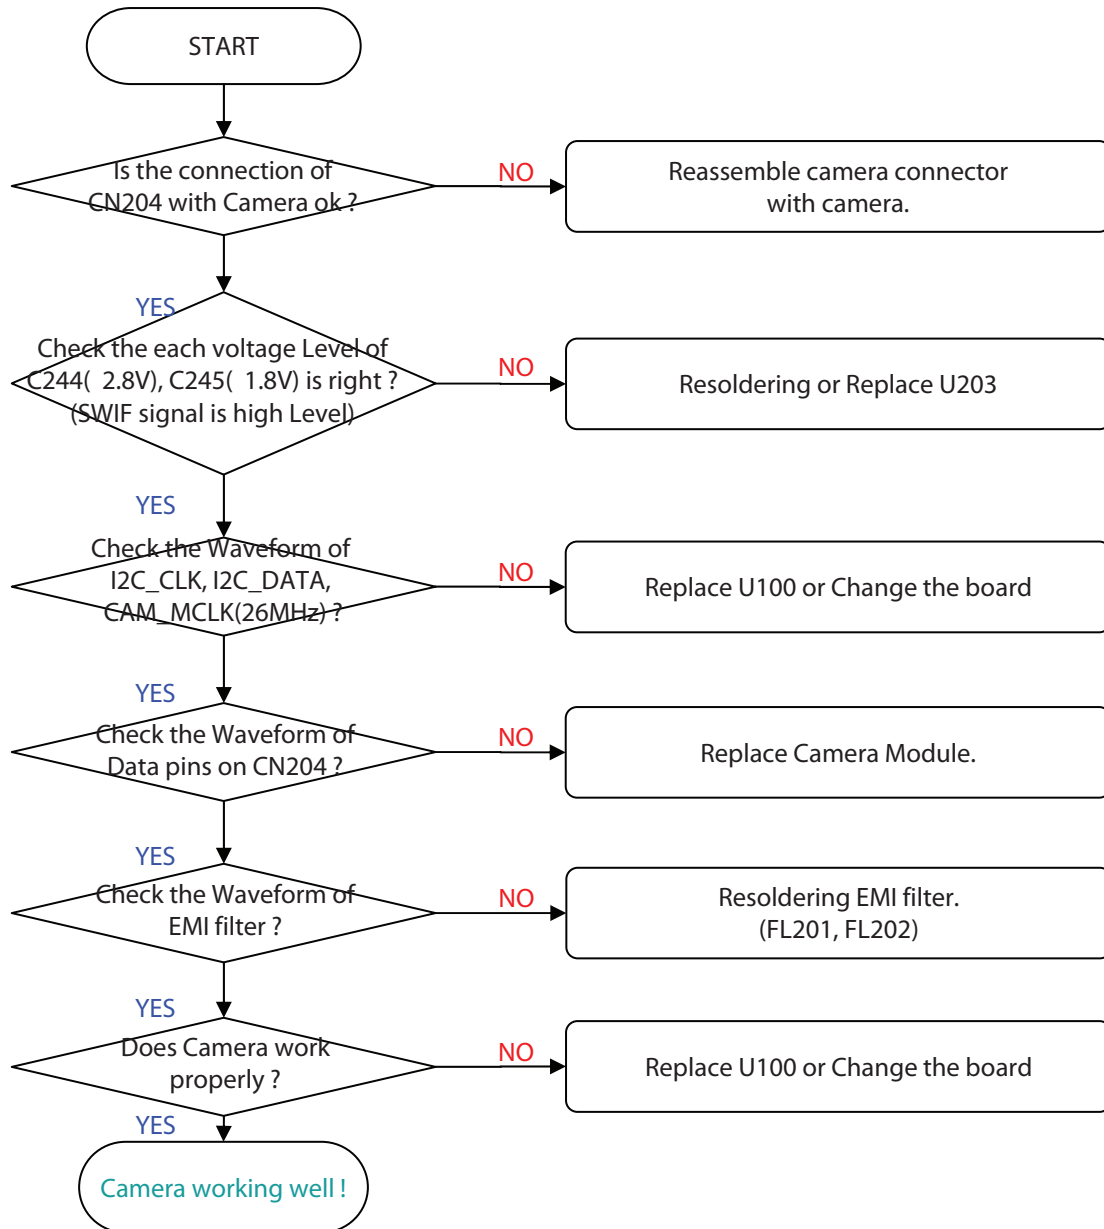 START
Is the connection of
CN204 with Camera ok ?
NO
Reassemble camera connector
with camera.
YES
Check the each voltage Level of
C244(  2.8V), C245(  1.8V) is right ?
(SWIF signal is high Level)
NO
Resoldering or Replace U203
YES
Check the Waveform of
I2C_CLK, I2C_DATA,
CAM_MCLK(26MHz) ?
NO
Replace U100 or Change the board
YES
Check the Waveform of
Data pins on CN204 ?
NO
Replace Camera Module.
YES
Check the Waveform of
EMI filter ?
NO
Resoldering EMI filter.
(FL201, FL202)
YES
Does Camera work
properly ?
NO
Replace U100 or Change the board
YES
Camera working well !